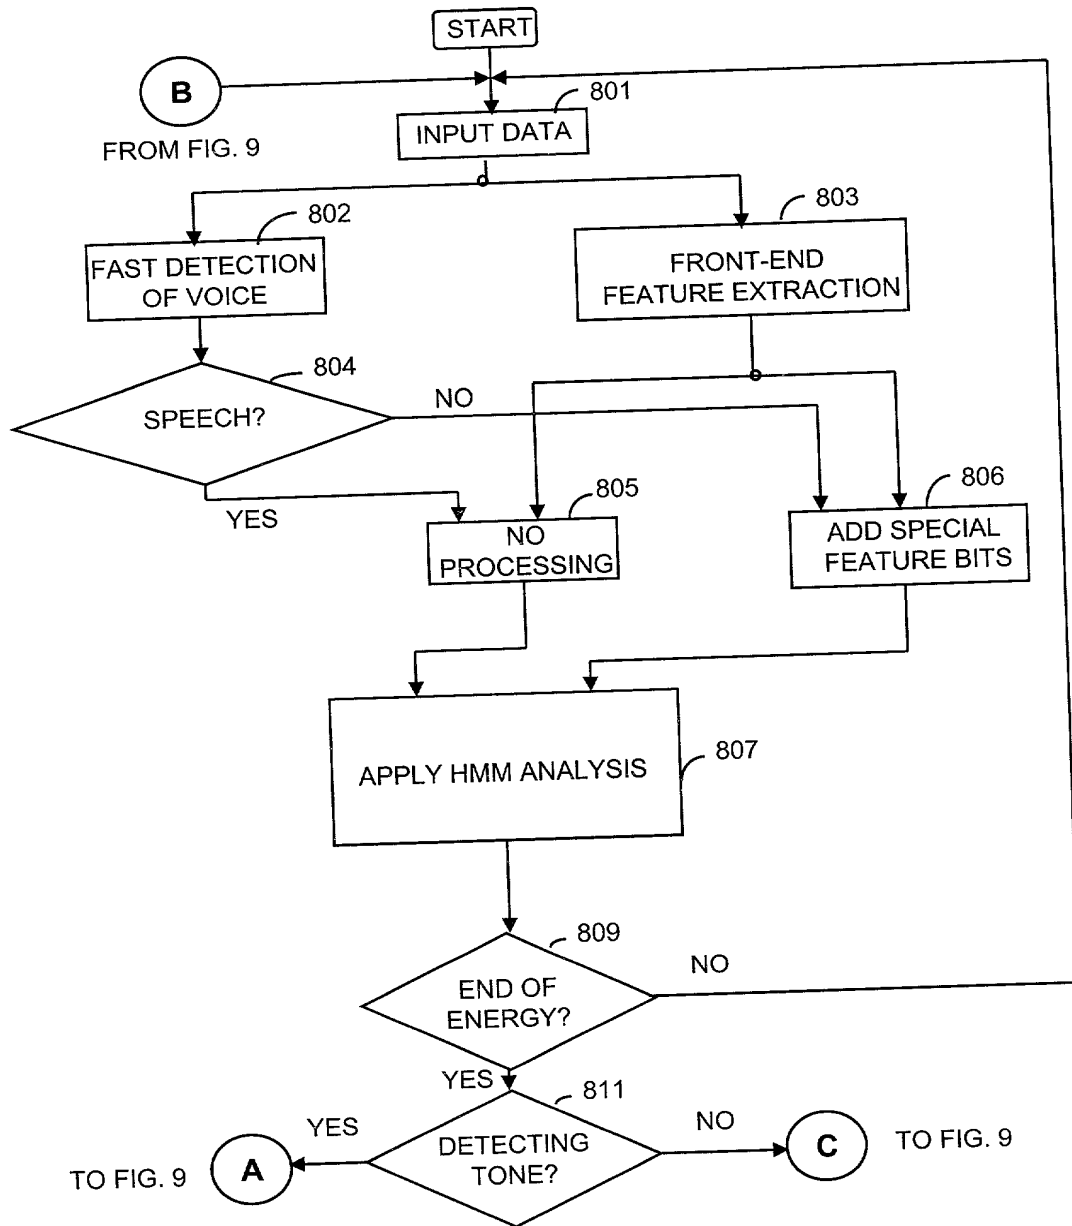 START
B
FROM FIG. 9
801
INPUT DATA
802
FAST DETECTION
OF VOICE
803
FRONT-END
FEATURE EXTRACTION
804
SPEECH?
NO
YES
805
NO
PROCESSING
806
ADD SPECIAL
FEATURE BITS
APPLY HMM ANALYSIS
807
809
END OF
ENERGY?
NO
YES
811
DETECTING
TONE?
YES
NO
TO FIG. 9
A
C
TO FIG. 9